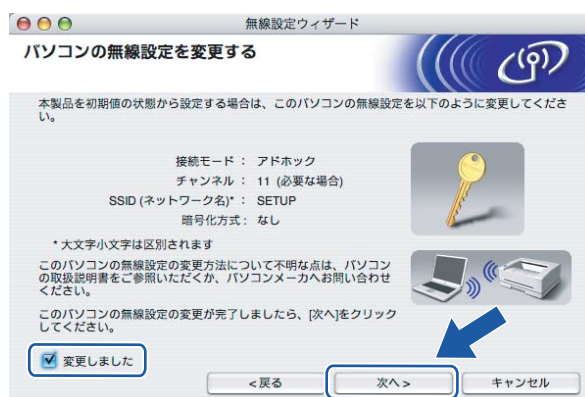 無線設定ウィザード
パソコンの無線設定を変更する
本製品を初期値の状態から設定する場合は、このパソコンの無線設定を以下のように変更してくださ
い。
接続モード： アドホック
チャンネル： 11 (必要な場合)
SSID (ネットワーク名)*： SETUP
暗号化方式： なし
* 大文字小文字は区別されます
このパソコンの無線設定の変更方法について不明な点は、パソコン
の取扱説明書をご参照いただくか、パソコンメーカへお問い合わせ
ください。
このパソコンの無線設定の変更が完了しましたら、[次へ]をクリック
してください。
変更しました
<戻る 次へ> キャンセル